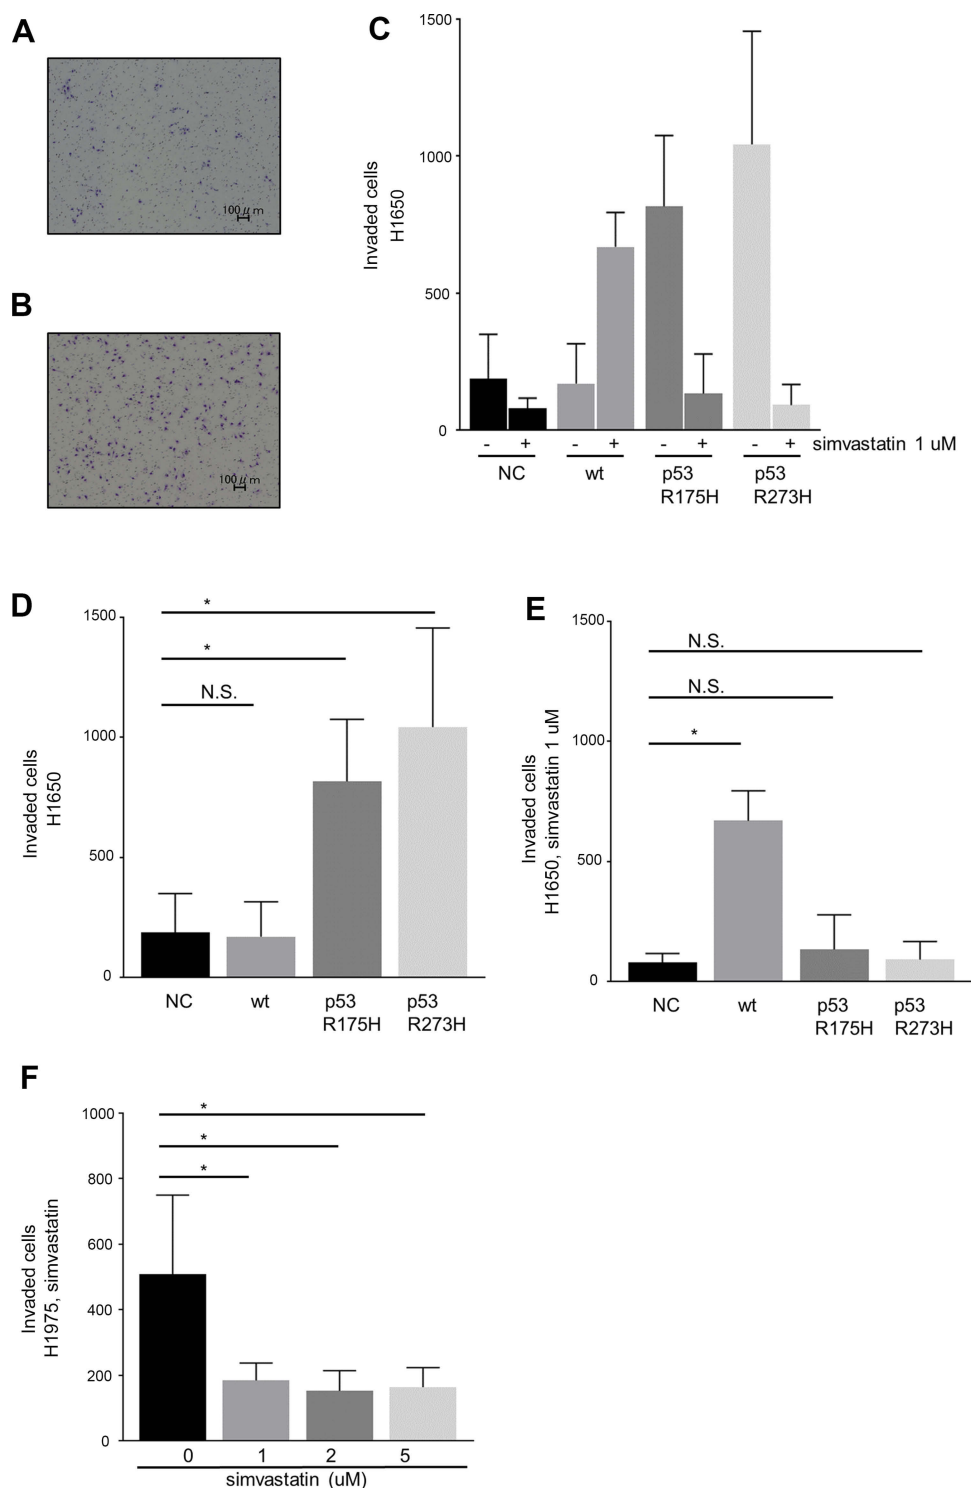 A
100μm
B
100μm
C
Invaded cells
H1650
1500
1000
500
0
- + - + - + - + simvastatin 1 uM
NC wt p53 p53
R175H R273H
D
Invaded cells
H1650
1500
1000
500
0
*
*
N.S.
NC wt p53 p53
R175H R273H
E
Invaded cells
H1650, simvastatin 1 uM
1500
1000
500
0
N.S.
N.S.
*
NC wt p53 p53
R175H R273H
F
Invaded cells
H1975, simvastatin
1000
800
600
400
200
0
*
*
*
0 1 2 5
simvastatin (uM)